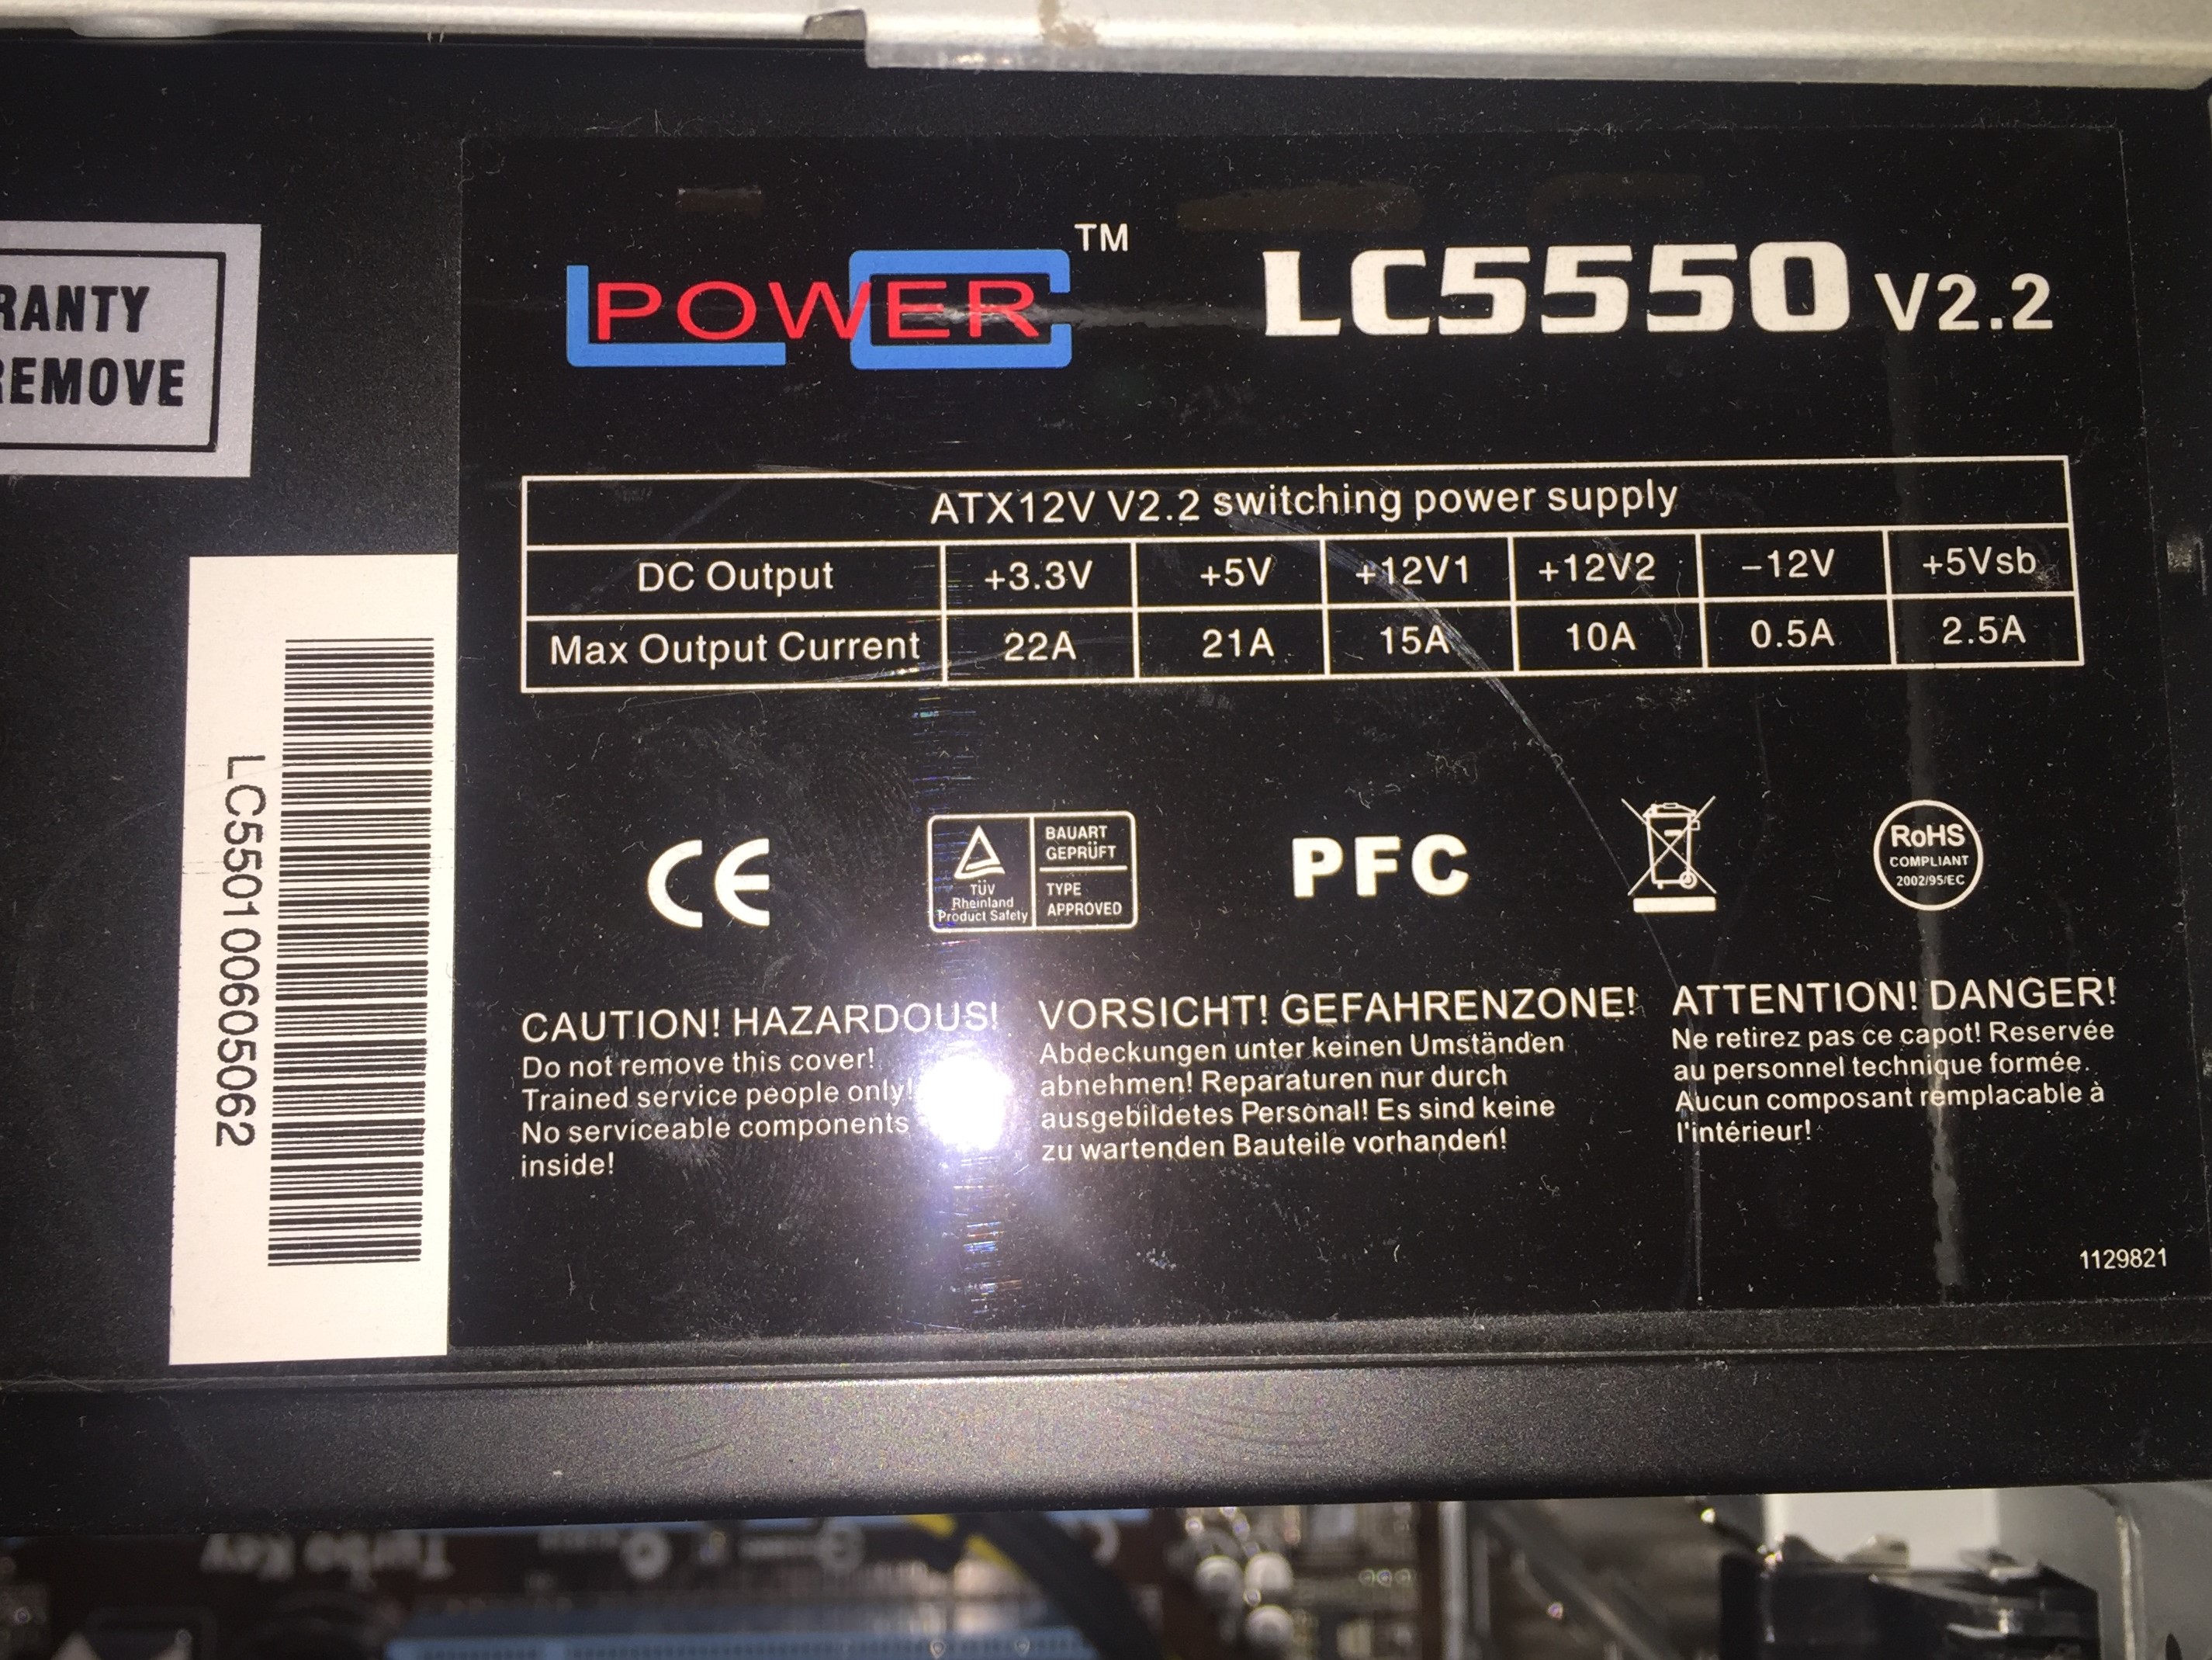 RANTY
REMOVE
LC55010060505062
LC POWER TM
LC5550 V2.2
ATX12V V2.2 switching power supply
DC Output +3.3V +5V +12V1 +12V2 −12V +5Vsb
Max Output Current 22A 21A 15A 10A 0.5A 2.5A
CE
TÜV
Rheinland
Product Safety
BAUART
GEPRÜFT
TYPE
APPROVED
PFC
RoHS
COMPLIANT
2002/95/EC
CAUTION! HAZARDOUS!
Do not remove this cover!
Trained service people only!
No serviceable components
inside!
VORSICHT! GEFAHRENZONE!
Abdeckungen unter keinen Umständen
abnehmen! Reparaturen nur durch
ausgebildetes Personal! Es sind keine
zu wartenden Bauteile vorhanden!
ATTENTION! DANGER!
Ne retirez pas ce capot! Reservée
au personnel technique formée.
Aucun composant remplacable à
l'intérieur!
1129821
Turbo Key